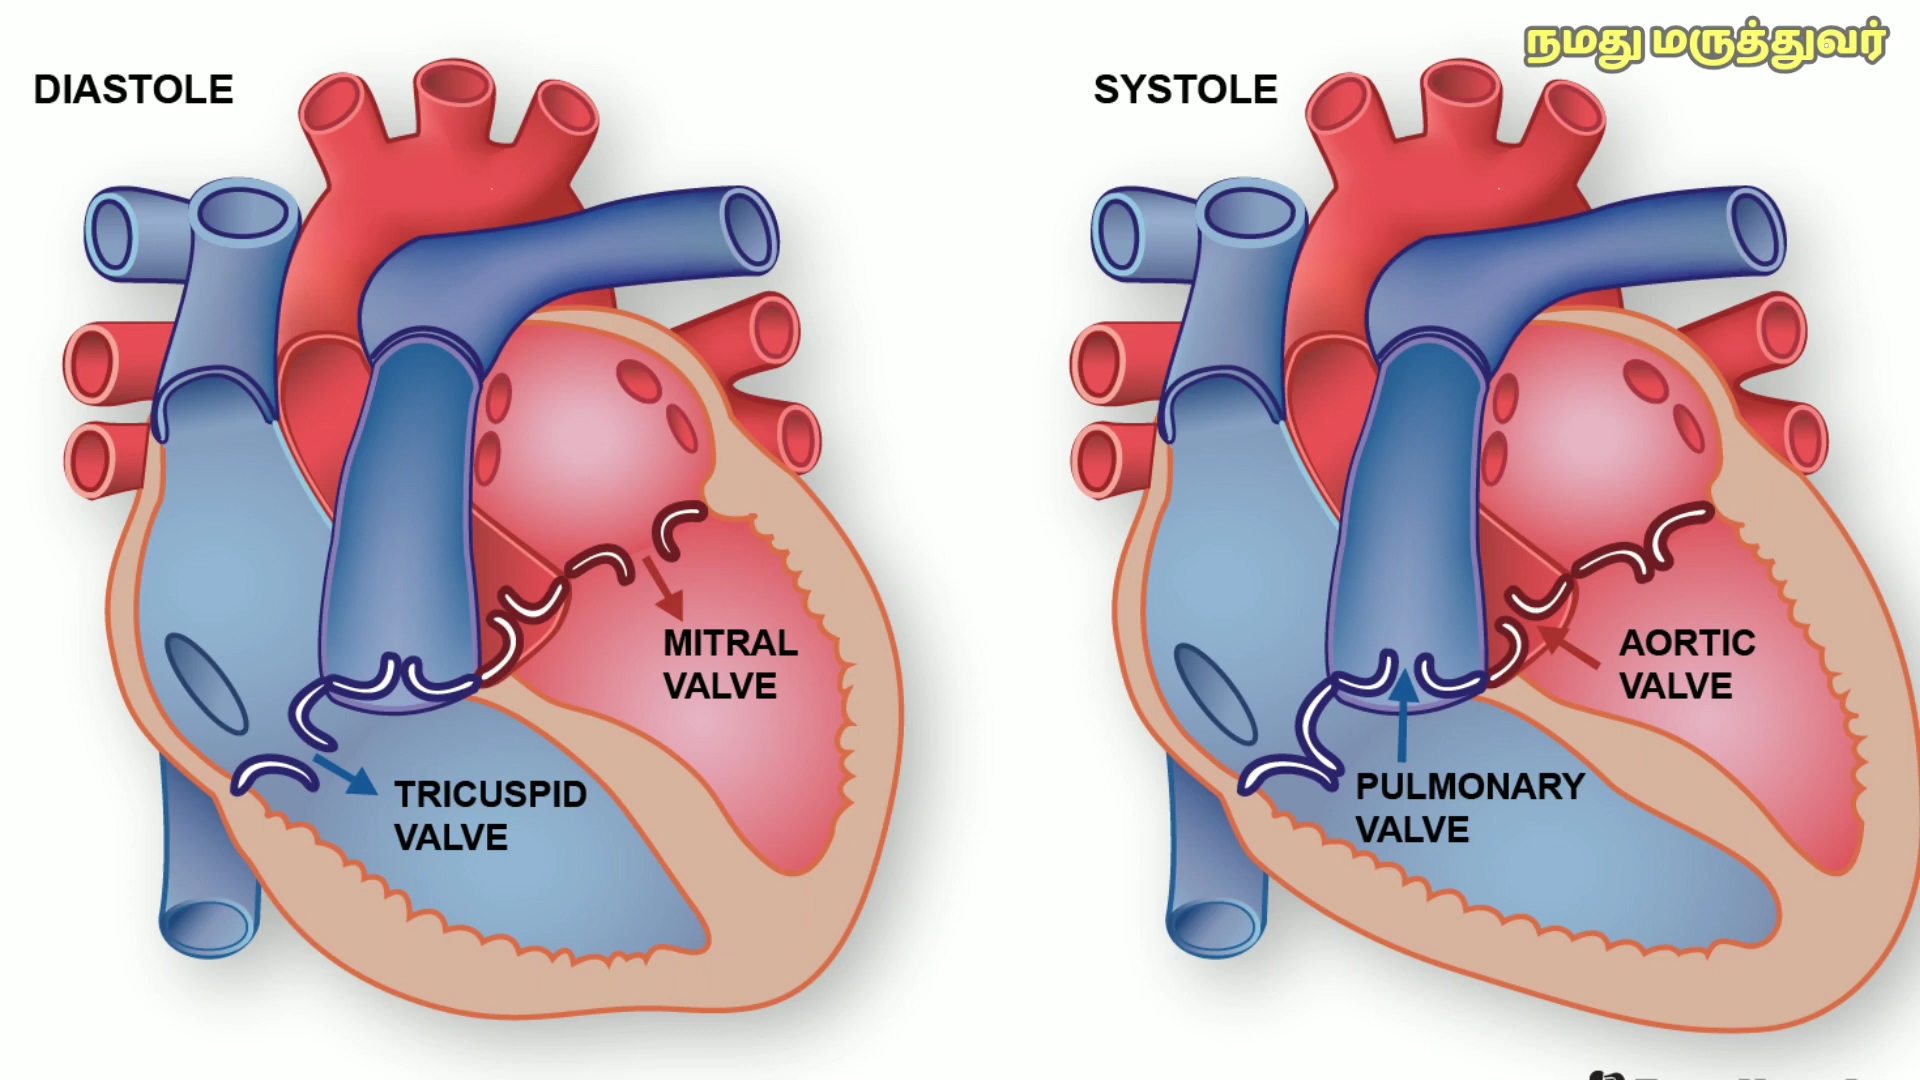 நமது மருத்துவர்
DIASTOLE
SYSTOLE
MITRAL
VALVE
TRICUSPID
VALVE
AORTIC
VALVE
PULMONARY
VALVE